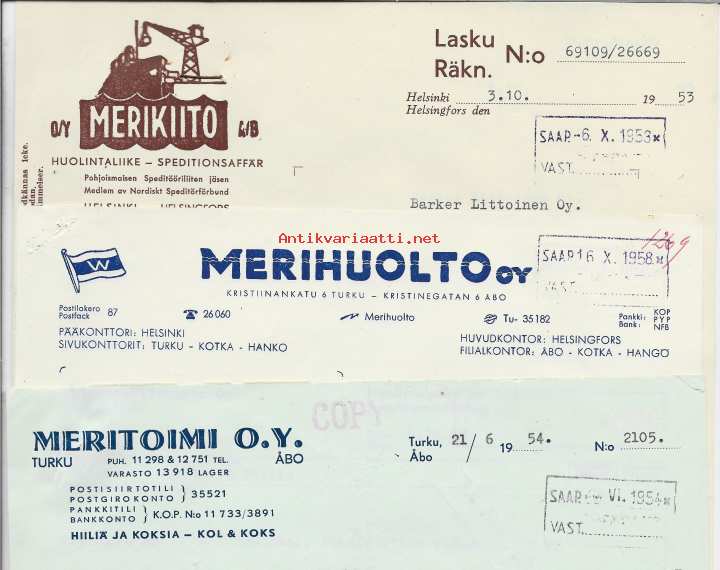 Lasku N:o 69109/26669
Räkn.
Helsinki 3.10. 19 53
Helsingfors den
O/Y MERIKIITO A/B
HUOLINTALIIKE – SPEDITIONSAFFÄR
Pohjoismaisen Speditööriliiton jäsen
Medlem av Nordiskt Speditörförbund
HELSINKI HELSINGFORS
SAAP. -6. X. 1953
VAST.
Barker Littoinen Oy.
Antikvariaatti.net
W
MERIHUOLTO OY
KRISTIINANKATU 6 TURKU – KRISTINEGATAN 6 ÅBO
SAAP. 16. X. 1958
Postilokero 87
Postfack
26060
Merihuolto
Tu- 35182
Pankki: KOP
PYP
Bank: NFB
PÄÄKONTTORI: HELSINKI
SIVUKONTTORIT: TURKU - KOTKA - HANKO
HUVUDKONTOR: HELSINGFORS
FILIALKONTOR: ÅBO - KOTKA - HANGÖ
COPY
MERITOIMI O.Y.
TURKU PUH. 11 298 & 12 751 TEL. ÅBO
VARASTO 13 918 LAGER
Turku, 21/6 19 54. N:o 2105.
Åbo
POSTISIIRTOTILI
POSTGIROKONTO } 35521
PANKKITILI
BANKKONTO } K.O.P. N:o 11 733/3891
HIILIÄ JA KOKSIA – KOL & KOKS
SAAP. VI. 1954
VAST.